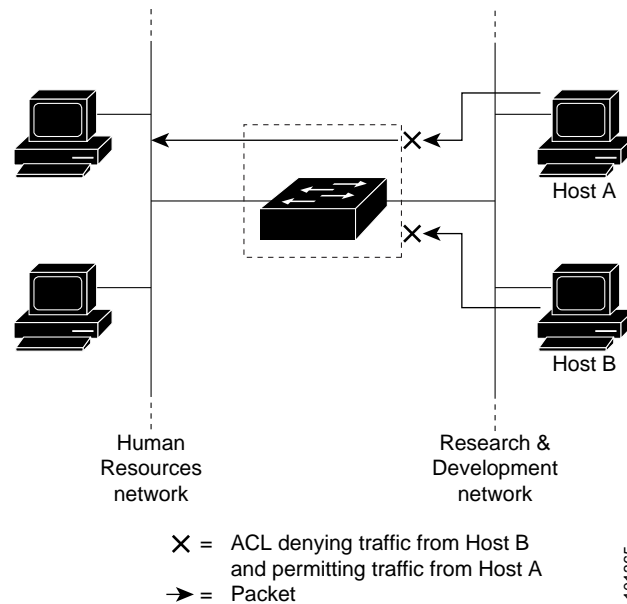 Host A
Host B
Human
Resources
network
Research &
Development
network
X = ACL denying traffic from Host B
and permitting traffic from Host A
= Packet